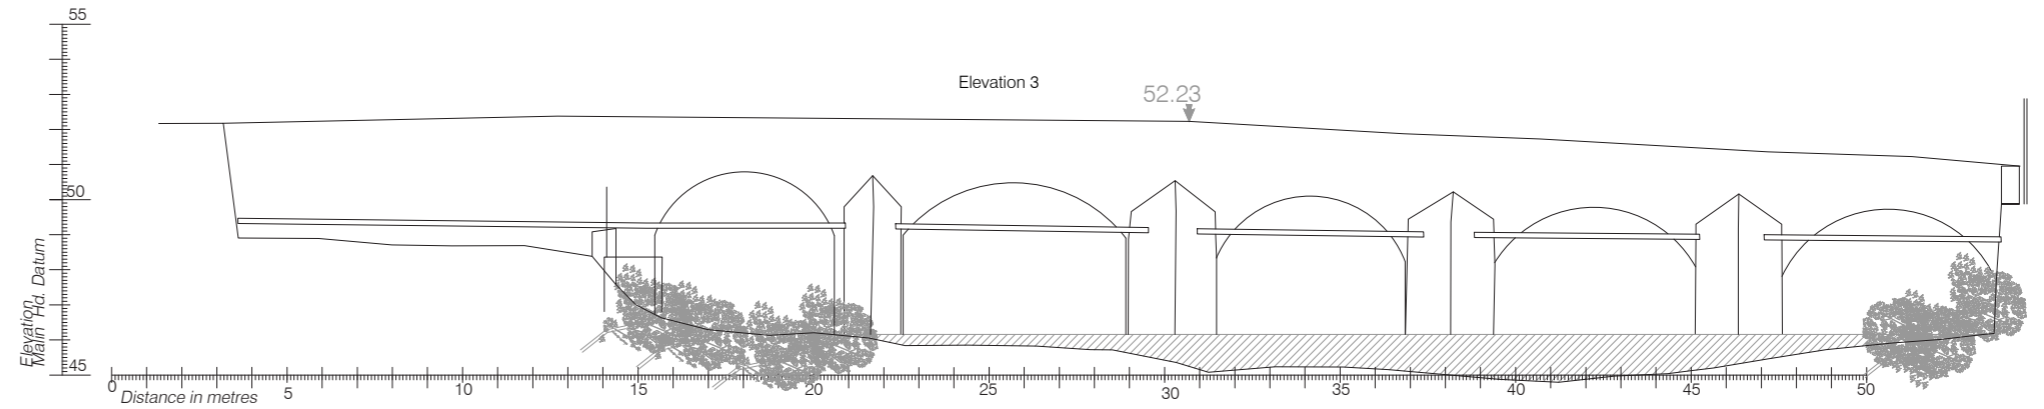 55
Elevation 3
52.23
50
Elevation
Main Hd. Datum
45
0 5 10 15 20 25 30 35 40 45 50
Distance in metres